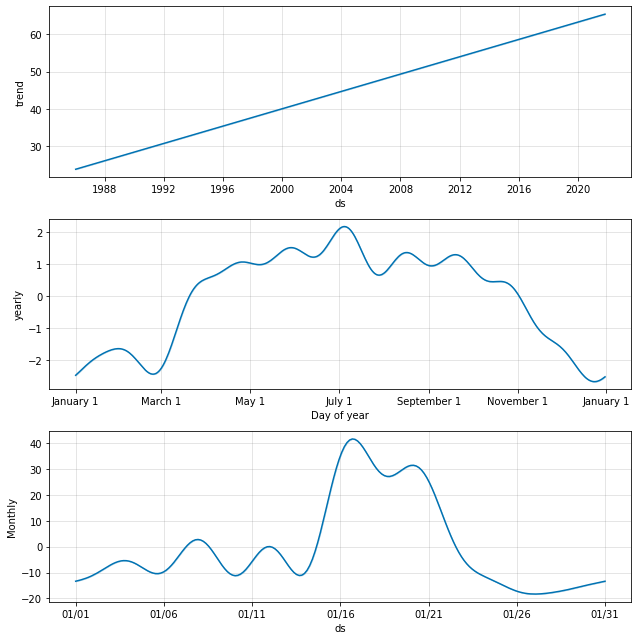 60
50
40
30
trend
1988 1992 1996 2000 2004 2008 2012 2016 2020
ds
2
1
0
−1
−2
yearly
January 1 March 1 May 1 July 1 September 1 November 1 January 1
Day of year
40
30
20
10
0
−10
−20
Monthly
01/01 01/06 01/11 01/16 01/21 01/26 01/31
ds